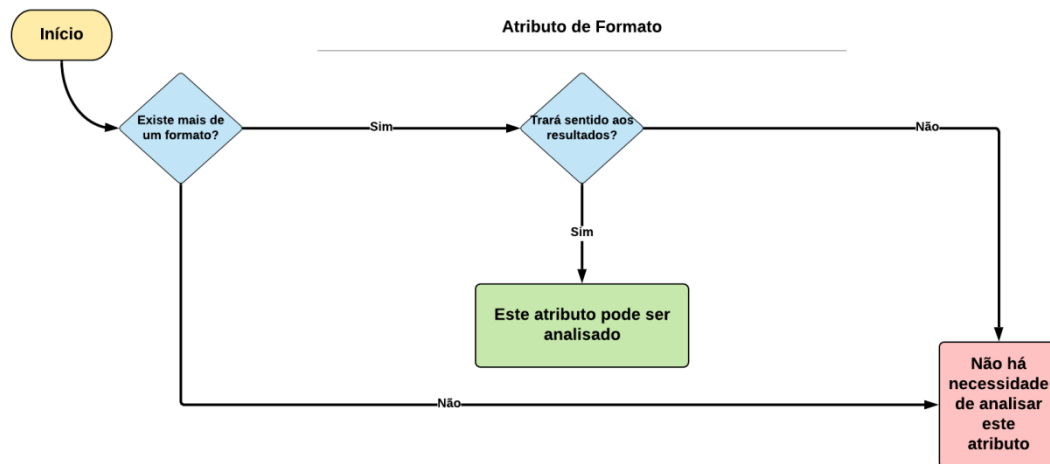 Início
Atributo de Formato
Existe mais de
um formato?
Sim
Trará sentido aos
resultados?
Não
Sim
Este atributo pode ser
analisado
Não há
necessidade
de analisar
este
atributo
Não